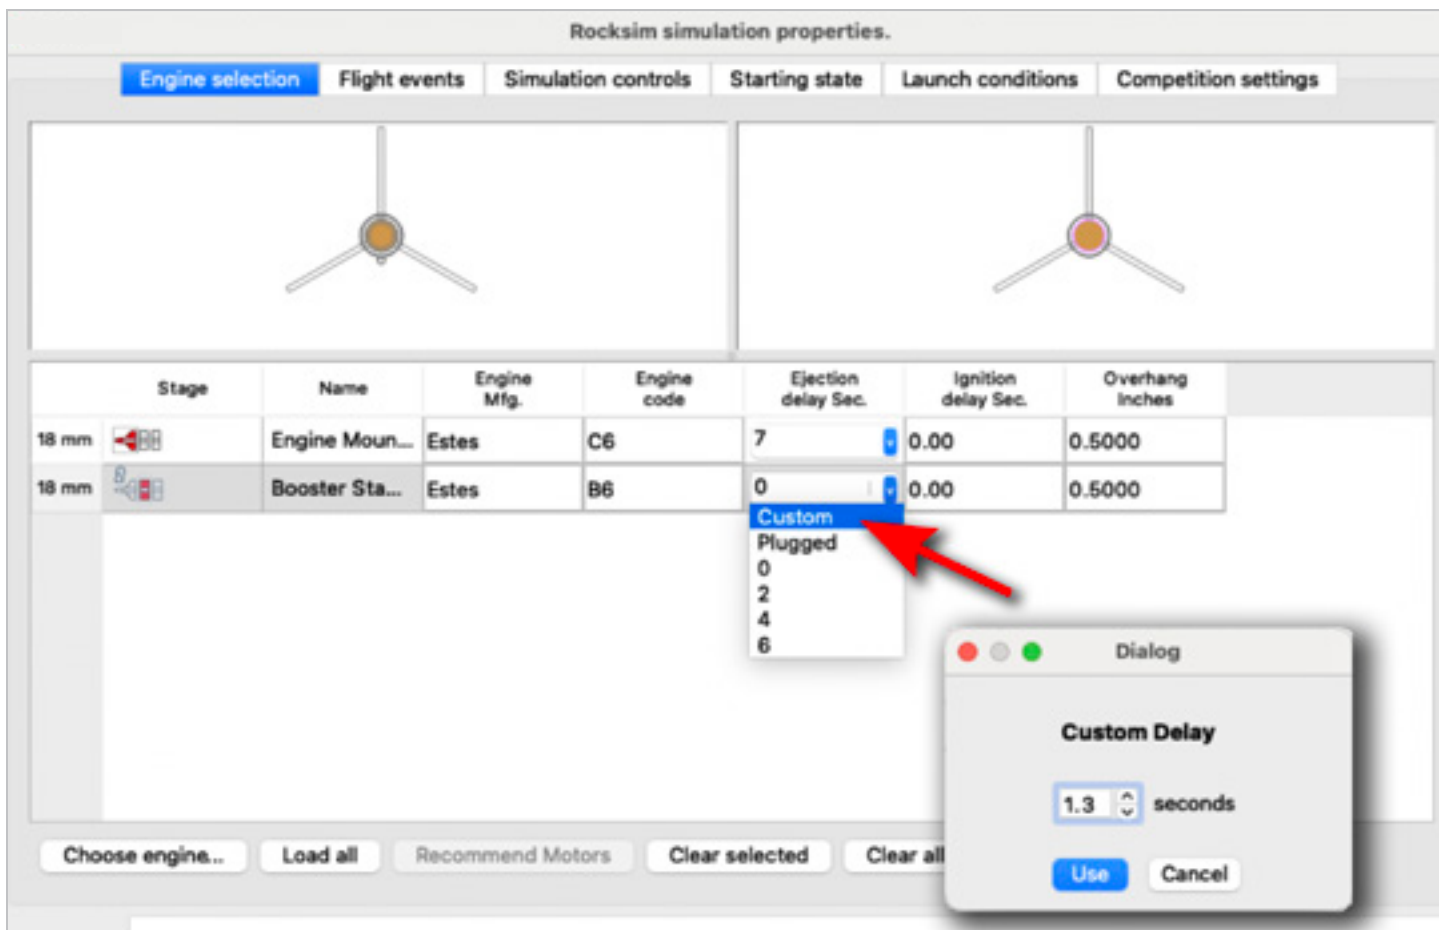 Rocksim simulation properties.
Engine selection Flight events Simulation controls Starting state Launch conditions Competition settings
Stage Name Engine Mfg. Engine code Ejection delay Sec. Ignition delay Sec. Overhang Inches
18 mm Engine Moun... Estes C6 7 0.00 0.5000
18 mm Booster Sta... Estes B6 0 0.00 0.5000
Custom
Plugged
0
2
4
6
Dialog
Custom Delay
1.3 seconds
Use Cancel
Choose engine... Load all Recommend Motors Clear selected Clear all